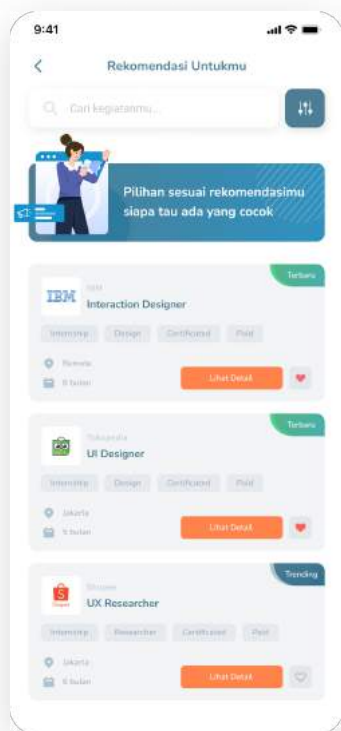 9:41
Rekomendasi Untukmu
Cari kegiatanmu...
Pilihan sesuai rekomendasimu
siapa tau ada yang cocok
Terbaru
IBM
IBM
Interaction Designer
Internship Design Certificated Paid
Remote
6 bulan
Lihat Detail
Terbaru
Tokopedia
UI Designer
Internship Design Certificated Paid
Jakarta
Lihat Detail
Trending
Shopee
Shopee
UX Researcher
Internship Researcher Certificated Paid
Jakarta
6 bulan
Lihat Detail